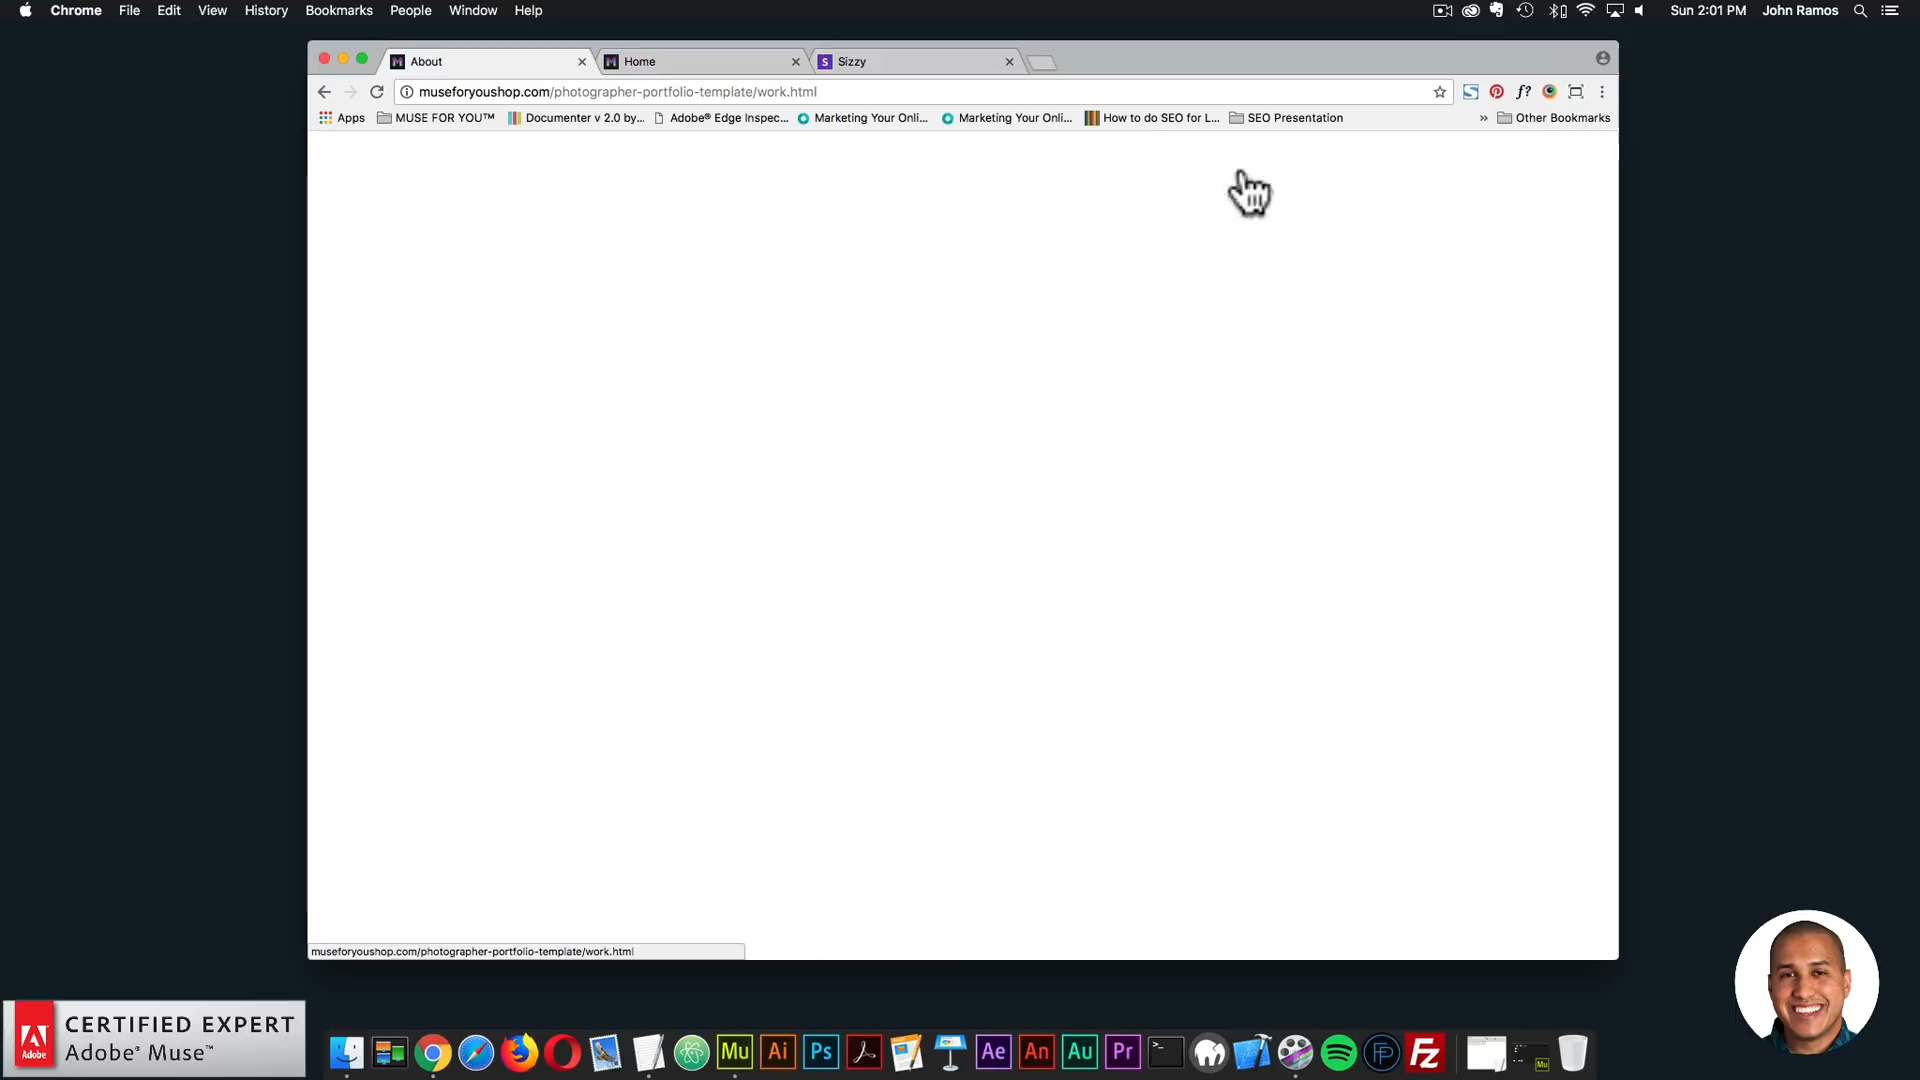 Chrome File Edit View History Bookmarks People Window Help Sun 2:01 PM John Ramos
About Home S Sizzy
museforyoushop.com/photographer-portfolio-template/work.html f?
Apps MUSE FOR YOU™ Documenter v 2.0 by... Adobe® Edge Inspec... Marketing Your Onli... Marketing Your Onli... How to do SEO for L... SEO Presentation » Other Bookmarks
museforyoushop.com/photographer-portfolio-template/work.html
CERTIFIED EXPERT
Adobe® Muse™
Adobe
Mu Ai Ps Ae An Au Pr >_ FP Fz Mu